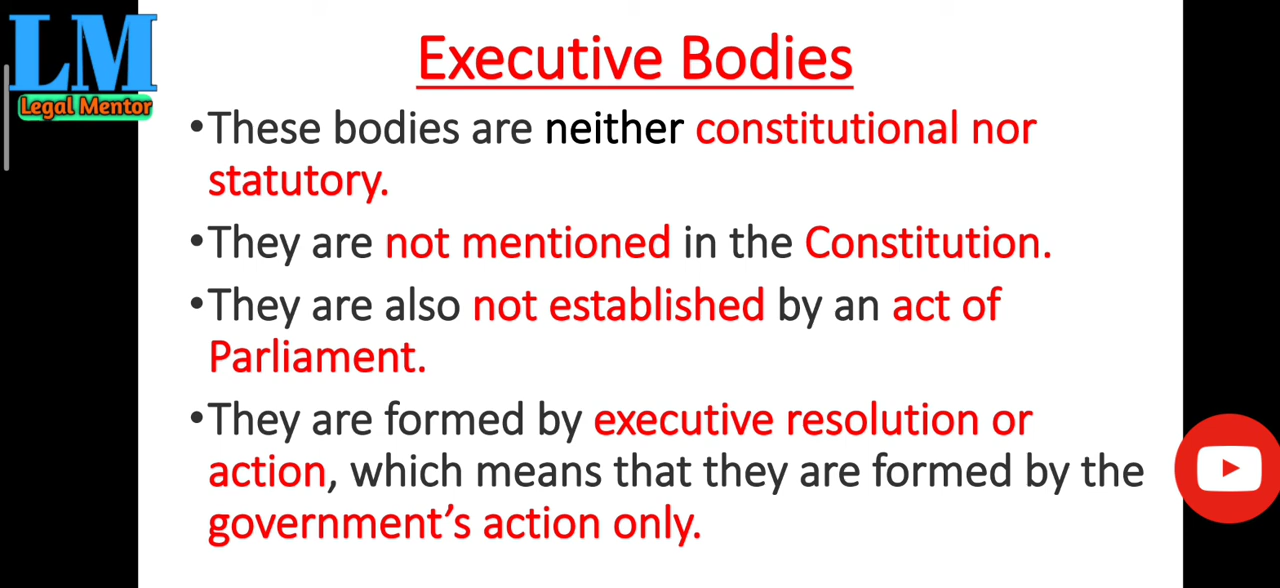 LM
Legal Mentor
Executive Bodies
•These bodies are neither constitutional nor
statutory.
•They are not mentioned in the Constitution.
•They are also not established by an act of
Parliament.
•They are formed by executive resolution or
action, which means that they are formed by the
government’s action only.